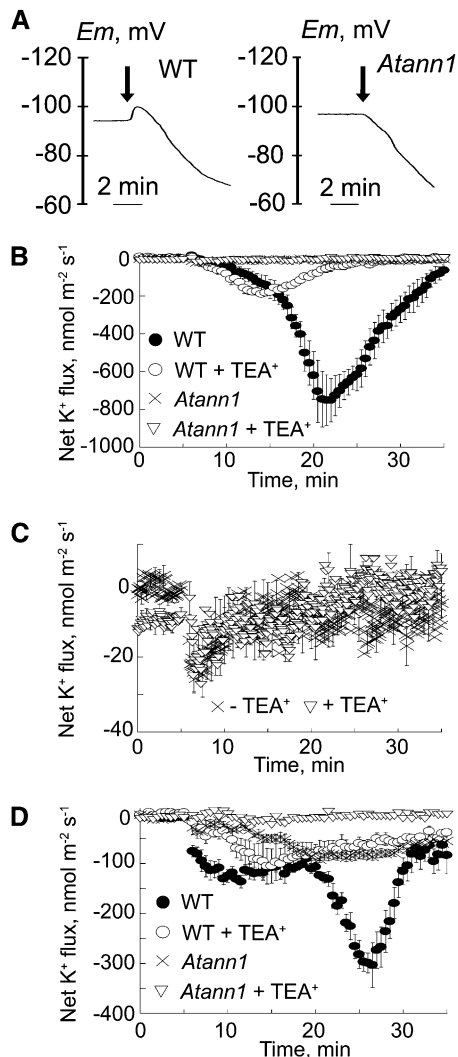 A
Em, mV
Em, mV
WT
Atann1
-120
-100
-80
-60
2 min
-120
-100
-80
-60
2 min
B
Net K⁺ flux, nmol m⁻² s⁻¹
0
-200
-400
-600
-800
-1000
WT
WT + TEA⁺
Atann1
Atann1 + TEA⁺
0
10
20
30
Time, min
C
Net K⁺ flux, nmol m⁻² s⁻¹
0
-20
-40
- TEA⁺
+ TEA⁺
0
10
20
30
Time, min
D
Net K⁺ flux, nmol m⁻² s⁻¹
0
-100
-200
-300
-400
WT
WT + TEA⁺
Atann1
Atann1 + TEA⁺
0
10
20
30
Time, min